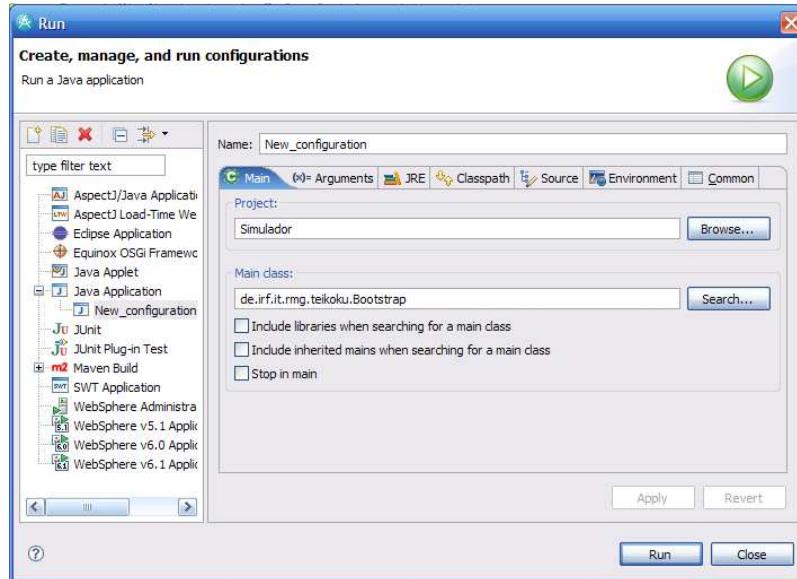 Run
Create, manage, and run configurations
Run a Java application
type filter text
AspectJ/Java Applicati
AspectJ Load-Time We
Eclipse Application
Equinox OSGi Framewc
Java Applet
Java Application
New_configuration
JUnit
JUnit Plug-in Test
Maven Build
SWT Application
WebSphere Administra
WebSphere v5.1 Applic
WebSphere v6.0 Applic
WebSphere v6.1 Applic
Name: New_configuration
Main (x)= Arguments JRE Classpath Source Environment Common
Project:
Simulador Browse...
Main class:
de.irf.it.rmg.teikoku.Bootstrap Search...
Include libraries when searching for a main class
Include inherited mains when searching for a main class
Stop in main
Apply Revert
Run Close